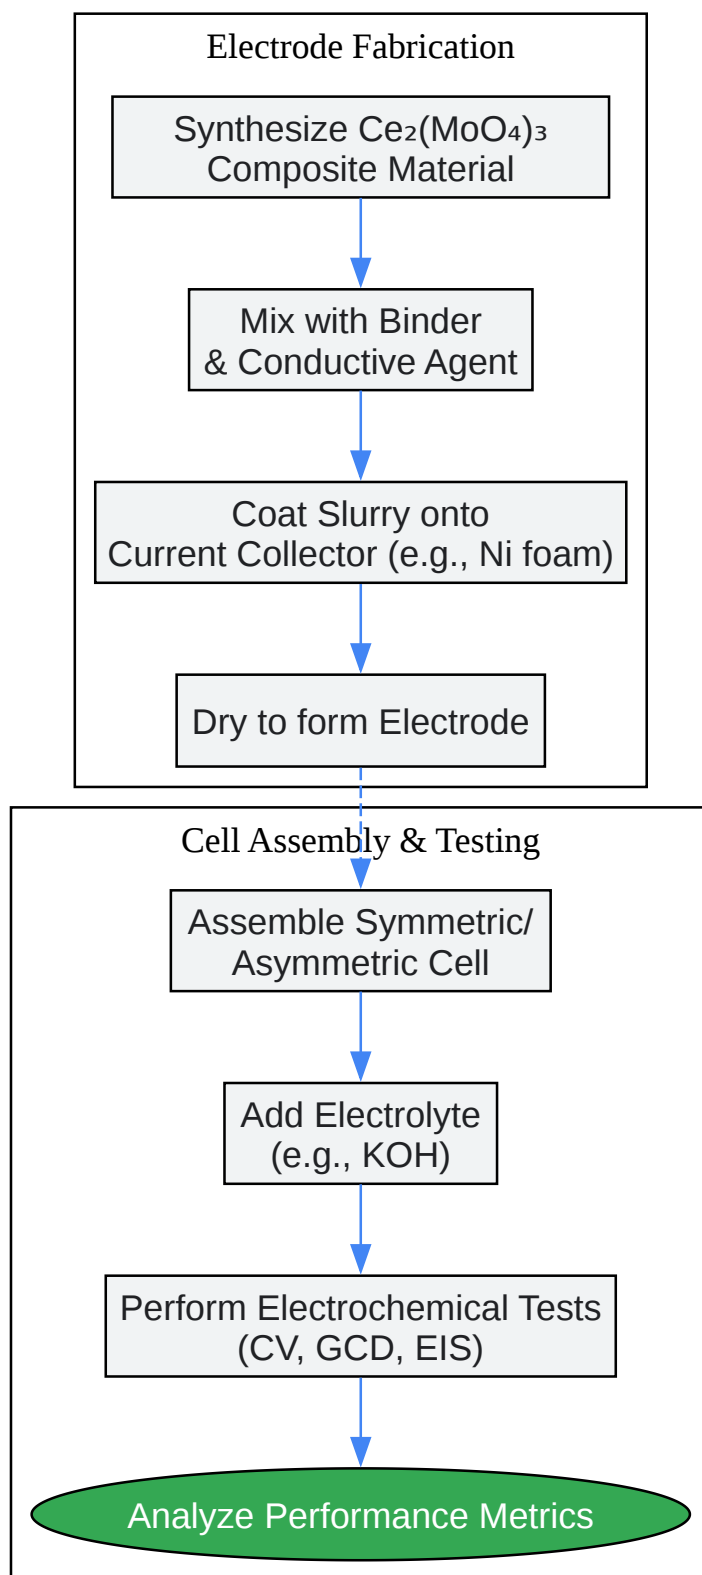 Electrode Fabrication
Synthesize Ce₂(MoO₄)₃
Composite Material
Mix with Binder
& Conductive Agent
Coat Slurry onto
Current Collector (e.g., Ni foam)
Dry to form Electrode
Cell Assembly & Testing
Assemble Symmetric/
Asymmetric Cell
Add Electrolyte
(e.g., KOH)
Perform Electrochemical Tests
(CV, GCD, EIS)
Analyze Performance Metrics